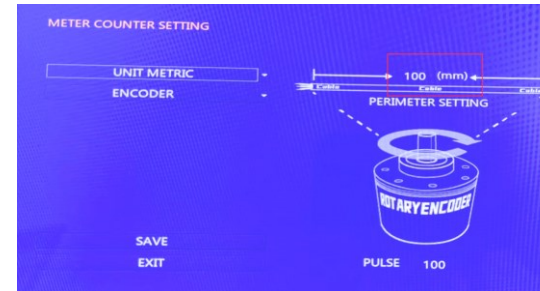 METER COUNTER SETTING
UNIT METRIC
ENCODER
100 (mm)
Cable Cable Cable
PERIMETER SETTING
ROTARYENCODER
SAVE
EXIT
PULSE 100